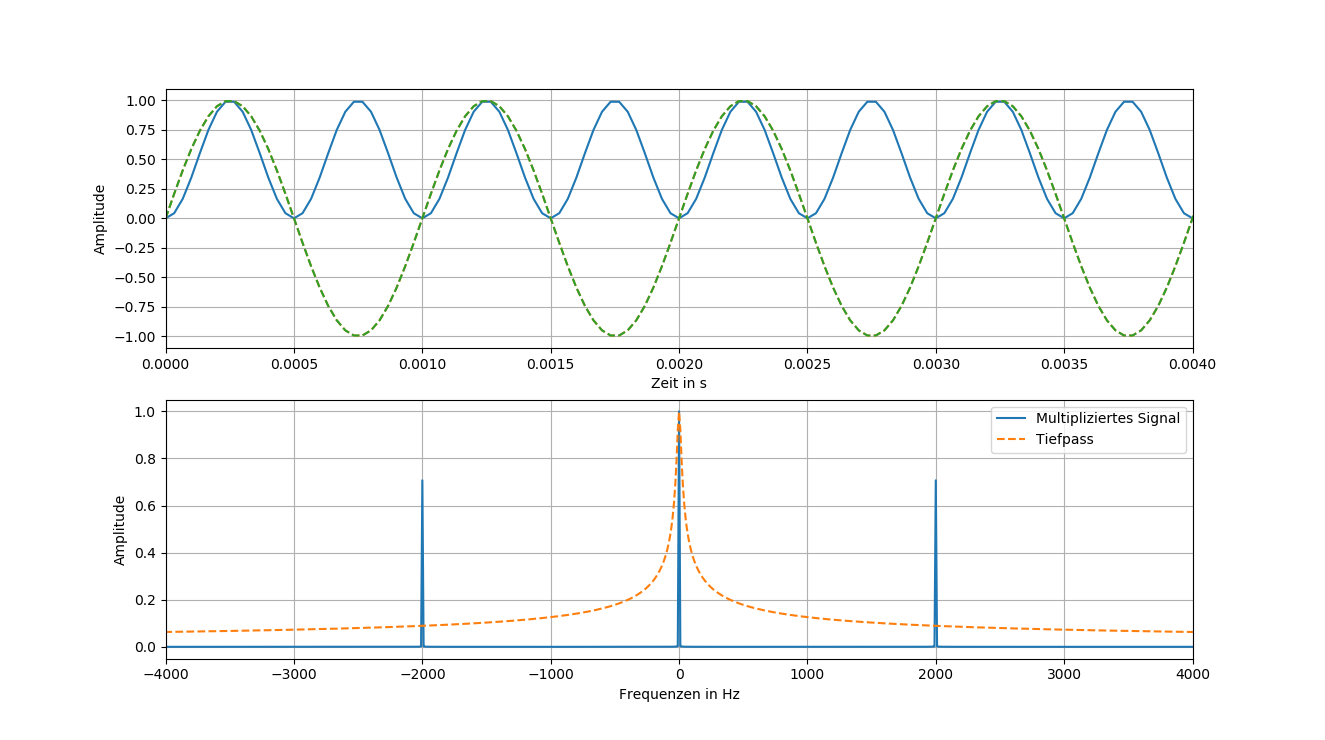 1.00
0.75
0.50
0.25
0.00
−0.25
−0.50
−0.75
−1.00
Amplitude
0.0000 0.0005 0.0010 0.0015 0.0020 0.0025 0.0030 0.0035 0.0040
Zeit in s
Multipliziertes Signal
Tiefpass
1.0
0.8
0.6
0.4
0.2
0.0
Amplitude
−4000 −3000 −2000 −1000 0 1000 2000 3000 4000
Frequenzen in Hz